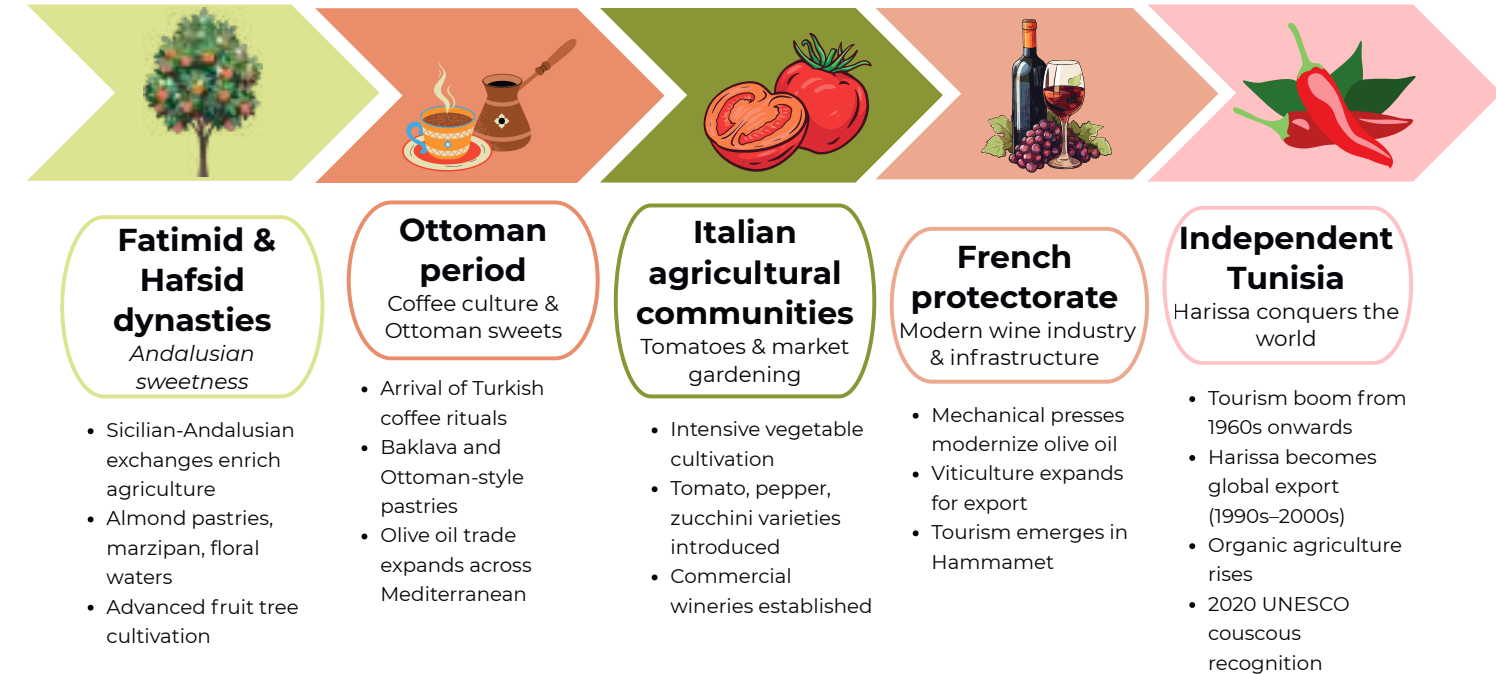 Fatimid &
Hafsid
dynasties
Andalusian
sweetness
• Sicilian-Andalusian
exchanges enrich
agriculture
• Almond pastries,
marzipan, floral
waters
• Advanced fruit tree
cultivation
Ottoman
period
Coffee culture &
Ottoman sweets
• Arrival of Turkish
coffee rituals
• Baklava and
Ottoman-style
pastries
• Olive oil trade
expands across
Mediterranean
Italian
agricultural
communities
Tomatoes & market
gardening
• Intensive vegetable
cultivation
• Tomato, pepper,
zucchini varieties
introduced
• Commercial
wineries established
French
protectorate
Modern wine industry
& infrastructure
• Mechanical presses
modernize olive oil
• Viticulture expands
for export
• Tourism emerges in
Hammamet
Independent
Tunisia
Harissa conquers the
world
• Tourism boom from
1960s onwards
• Harissa becomes
global export
(1990s–2000s)
• Organic agriculture
rises
• 2020 UNESCO
couscous
recognition